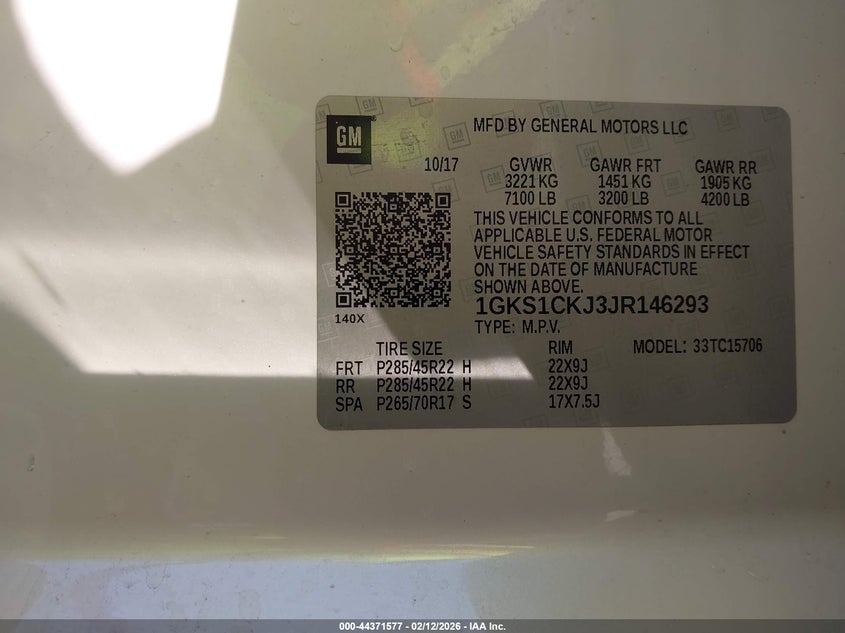 GM
MFD BY GENERAL MOTORS LLC
10/17 GVWR GAWR FRT GAWR RR
3221 KG 1451 KG 1905 KG
7100 LB 3200 LB 4200 LB
THIS VEHICLE CONFORMS TO ALL
APPLICABLE U.S. FEDERAL MOTOR
VEHICLE SAFETY STANDARDS IN EFFECT
ON THE DATE OF MANUFACTURE
SHOWN ABOVE.
1GKS1CKJ3JR146293
140X
TYPE: M.P.V.
TIRE SIZE RIM MODEL: 33TC15706
FRT P285/45R22 H 22X9J
RR P285/45R22 H 22X9J
SPA P265/70R17 S 17X7.5J
000-44371577 - 02/12/2026 - IAA Inc.